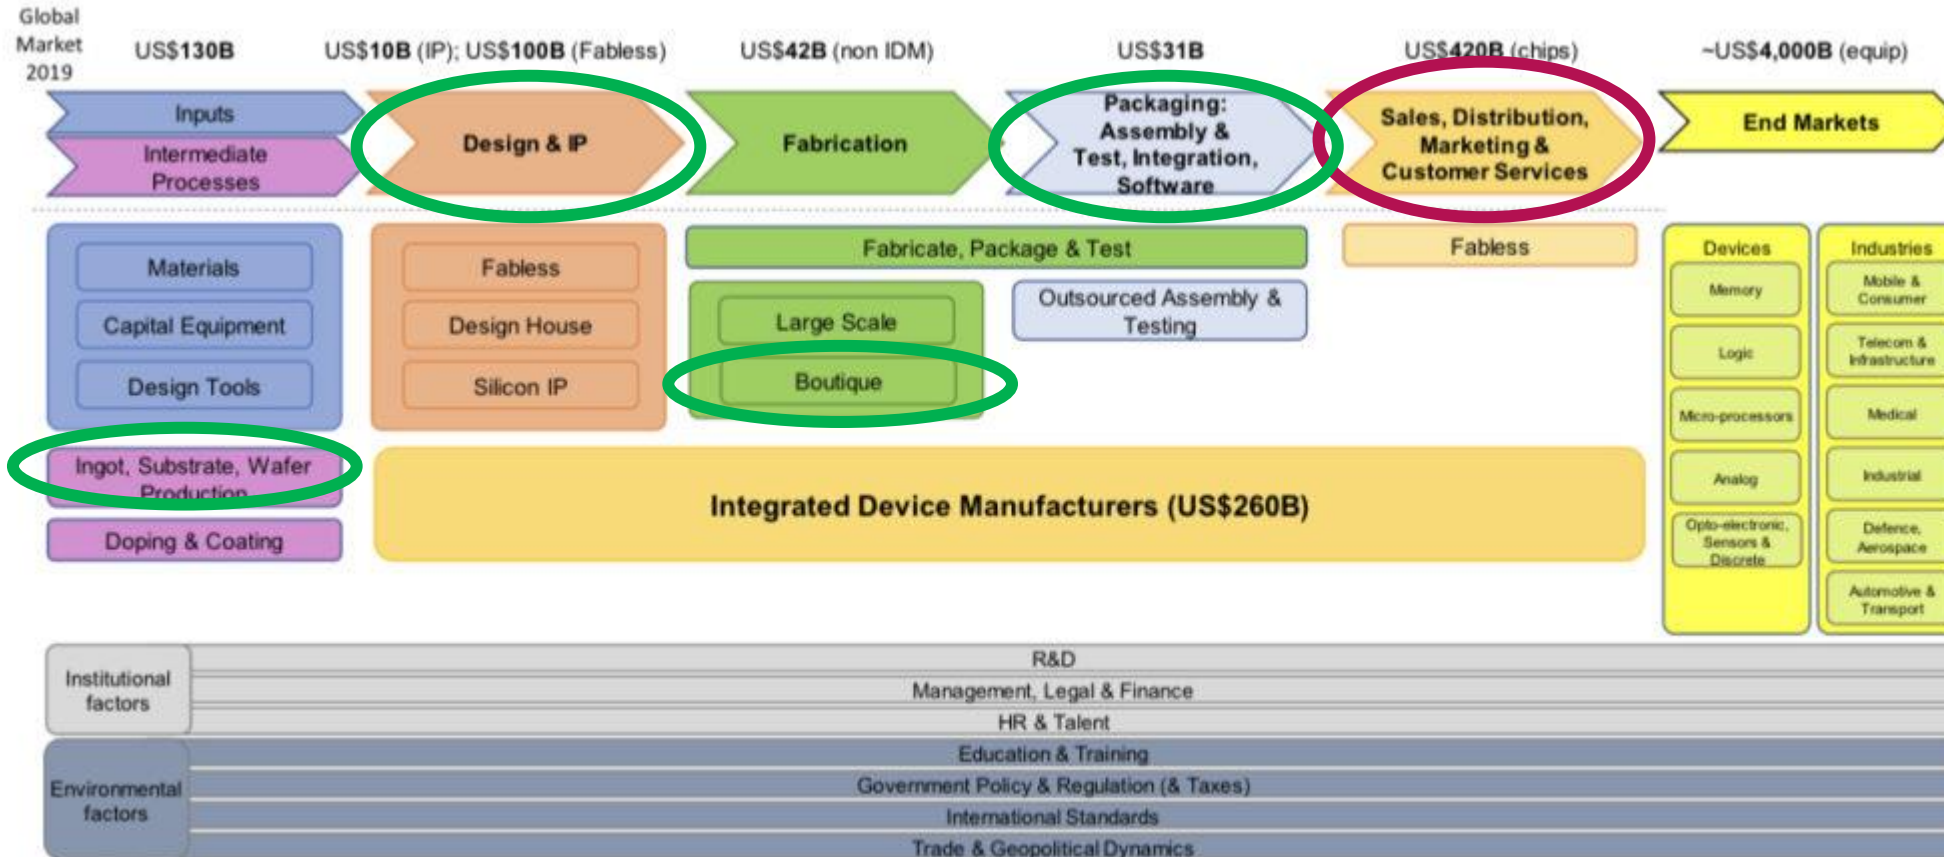 Global
Market
2019
US$130B
US$10B (IP); US$100B (Fabless)
US$42B (non IDM)
US$31B
US$420B (chips)
~US$4,000B (equip)
Inputs
Intermediate
Processes
Design & IP
Fabrication
Packaging:
Assembly &
Test, Integration,
Software
Sales, Distribution,
Marketing &
Customer Services
End Markets
Materials
Capital Equipment
Design Tools
Fabless
Design House
Silicon IP
Fabricate, Package & Test
Large Scale
Boutique
Outsourced Assembly &
Testing
Fabless
Devices
Memory
Logic
Micro-processors
Analog
Opto-electronic,
Sensors &
Discrete
Industries
Mobile &
Consumer
Telecom &
Infrastructure
Medical
Industrial
Defence,
Aerospace
Automotive &
Transport
Ingot, Substrate, Wafer
Production
Doping & Coating
Integrated Device Manufacturers (US$260B)
Institutional
factors
R&D
Management, Legal & Finance
HR & Talent
Environmental
factors
Education & Training
Government Policy & Regulation (& Taxes)
International Standards
Trade & Geopolitical Dynamics